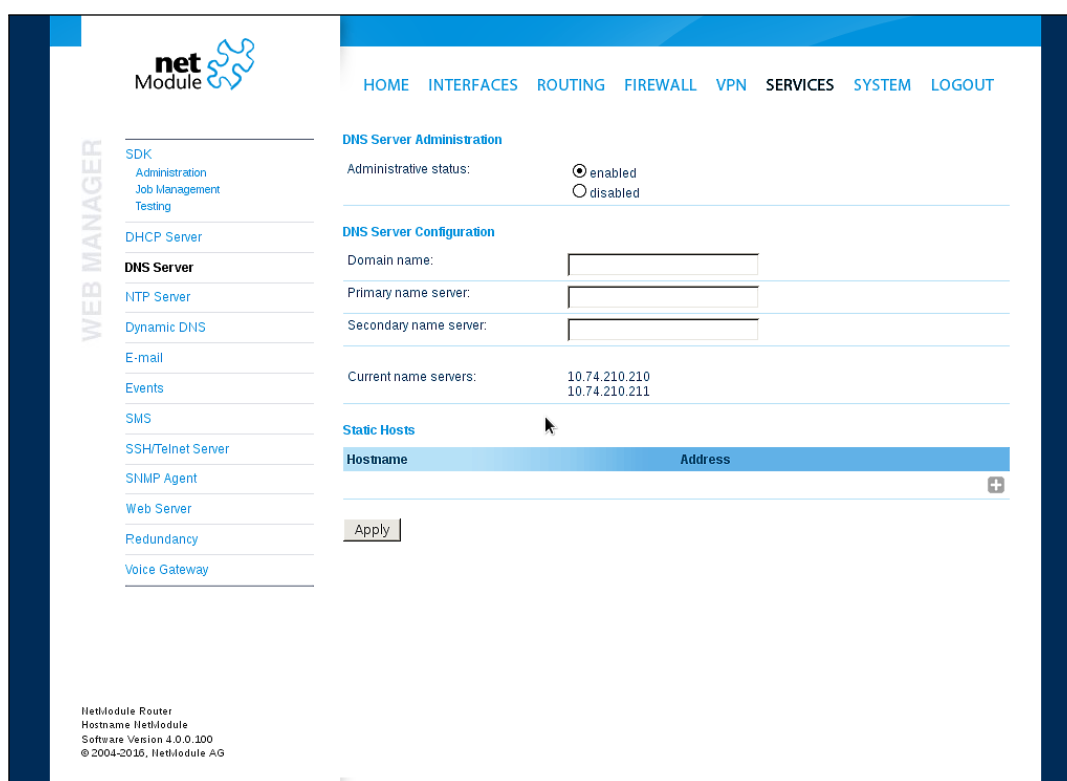 net
Module
HOME INTERFACES ROUTING FIREWALL VPN SERVICES SYSTEM LOGOUT
WEB MANAGER
SDK
Administration
Job Management
Testing
DHCP Server
DNS Server
NTP Server
Dynamic DNS
E-mail
Events
SMS
SSH/Telnet Server
SNMP Agent
Web Server
Redundancy
Voice Gateway
DNS Server Administration
Administrative status:
enabled
disabled
DNS Server Configuration
Domain name:
Primary name server:
Secondary name server:
Current name servers: 10.74.210.210
10.74.210.211
Static Hosts
Hostname Address
Apply
NetModule Router
Hostname NetModule
Software Version 4.0.0.100
© 2004-2016, NetModule AG